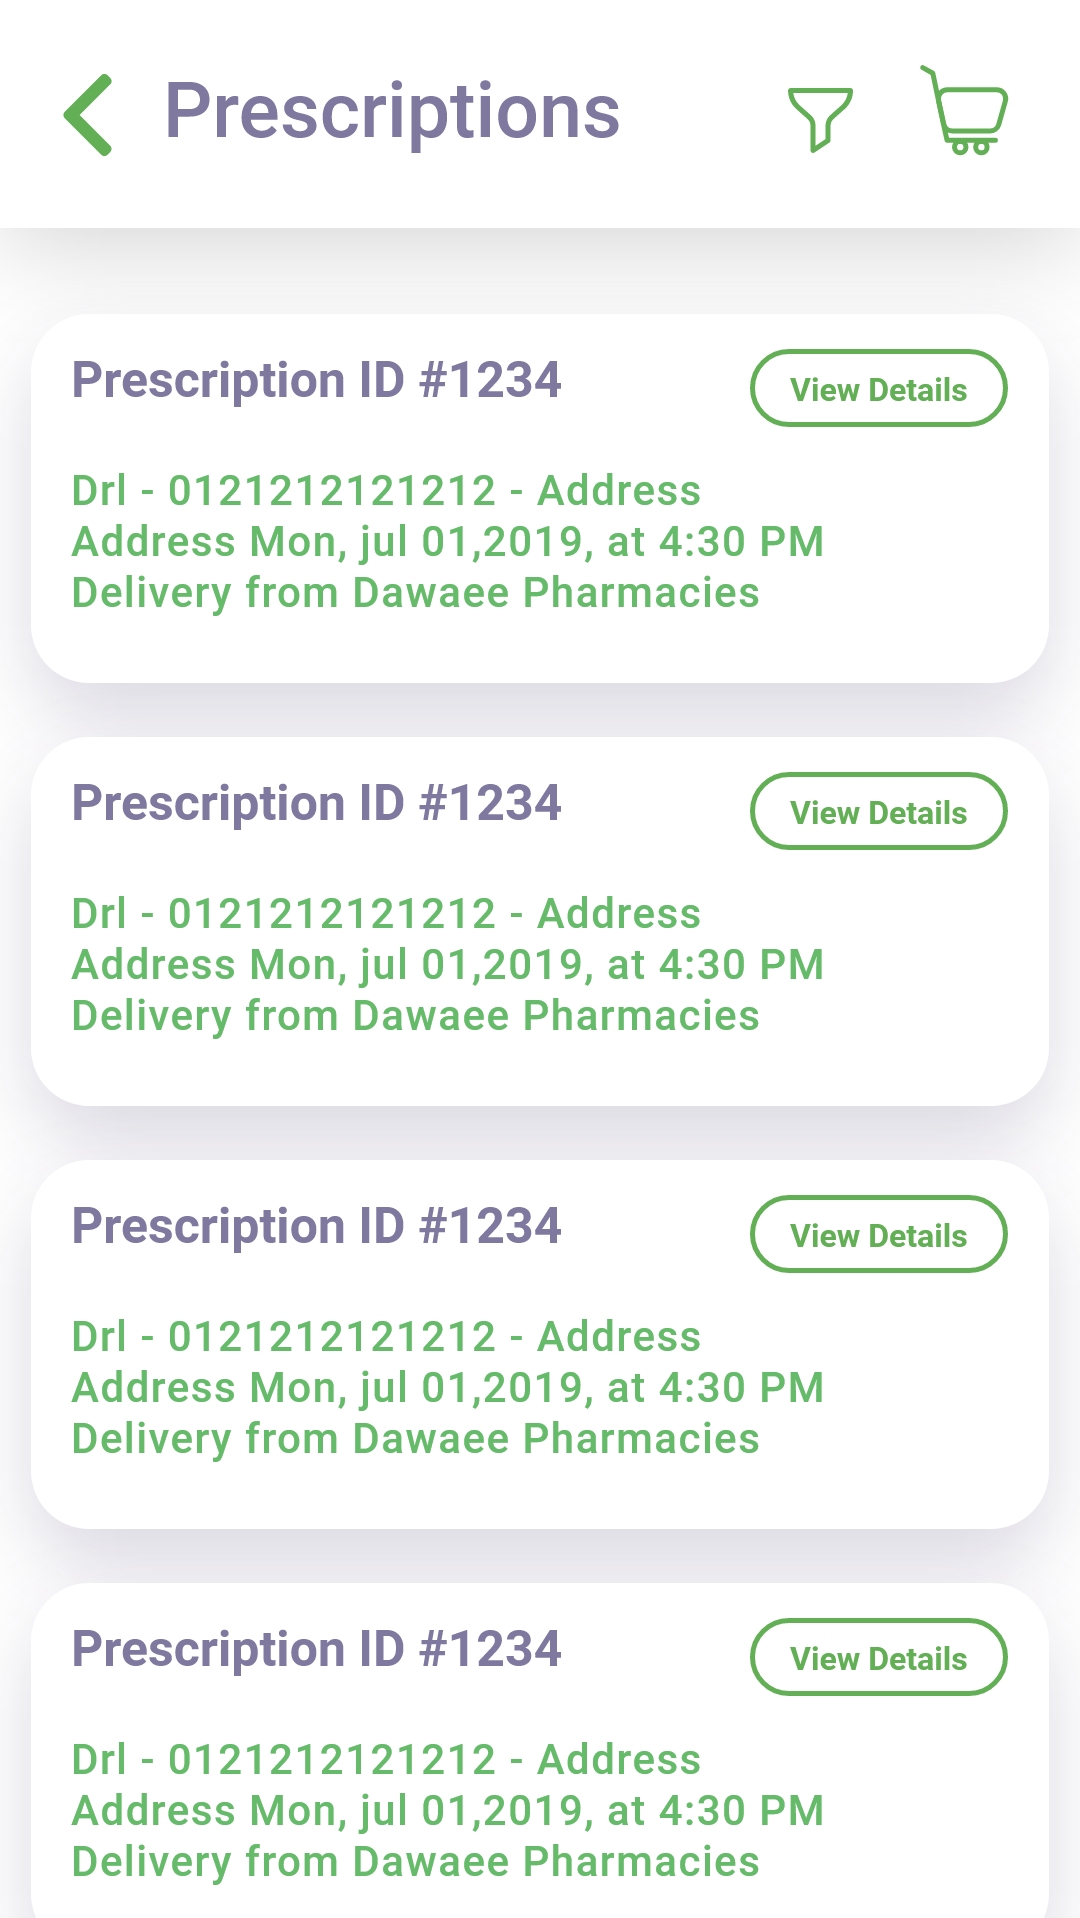 Prescriptions
Prescription ID #1234
View Details
Drl - 0121212121212 - Address
Address Mon, jul 01,2019, at 4:30 PM
Delivery from Dawaee Pharmacies
Prescription ID #1234
View Details
Drl - 0121212121212 - Address
Address Mon, jul 01,2019, at 4:30 PM
Delivery from Dawaee Pharmacies
Prescription ID #1234
View Details
Drl - 0121212121212 - Address
Address Mon, jul 01,2019, at 4:30 PM
Delivery from Dawaee Pharmacies
Prescription ID #1234
View Details
Drl - 0121212121212 - Address
Address Mon, jul 01,2019, at 4:30 PM
Delivery from Dawaee Pharmacies